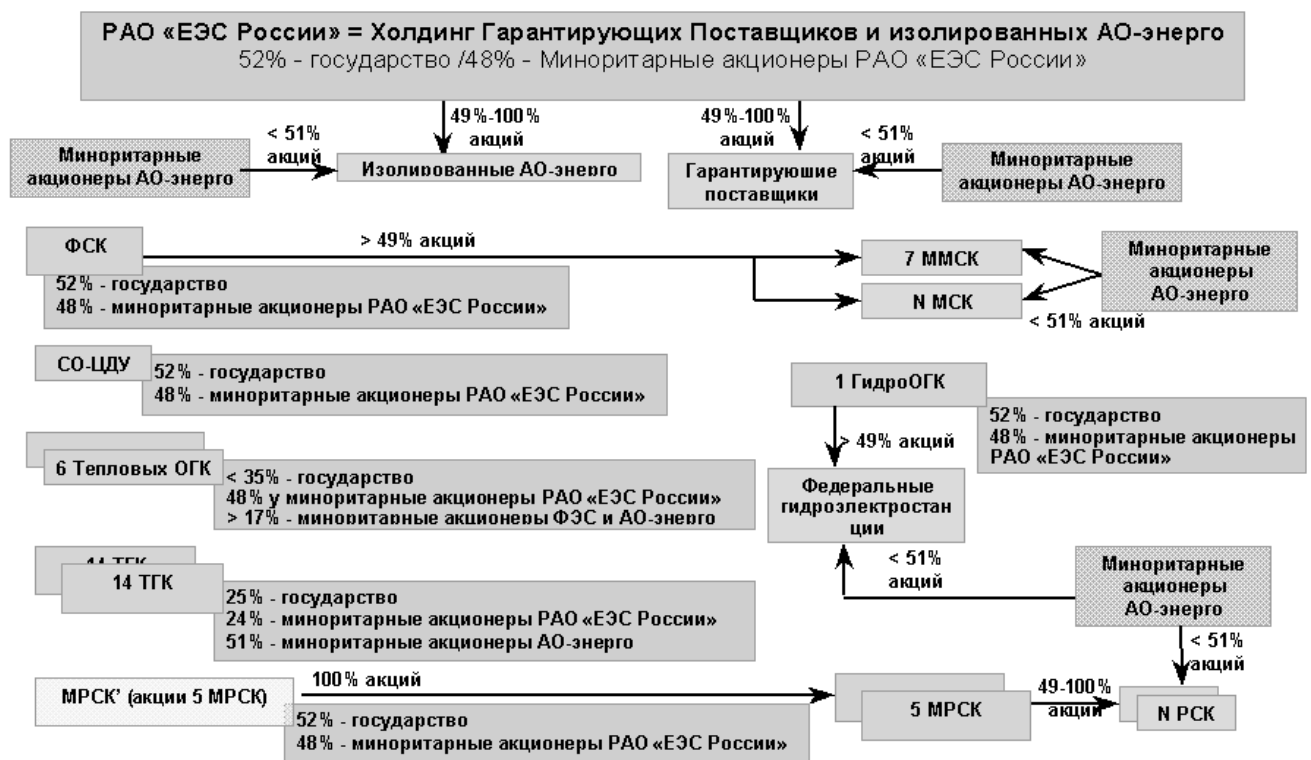 РАО «ЕЭС России» = Холдинг Гарантирующих Поставщиков и изолированных АО-энерго
52% - государство /48% - Миноритарные акционеры РАО «ЕЭС России»
49%-100%
акций
49%-100%
акций
< 51%
акций
< 51%
акций
Миноритарные
акционеры АО-энерго
Изолированные АО-энерго
Гарантируюшие
поставщики
Миноритарные
акционеры АО-энерго
ФСК
> 49% акций
52% - государство
48% - миноритарные акционеры РАО «ЕЭС России»
7 ММСК
N МСК
Миноритарные
акционеры
АО-энерго
< 51% акций
СО-ЦДУ
52% - государство
48% - миноритарные акционеры РАО «ЕЭС России»
1 ГидроОГК
52% - государство
48% - миноритарные акционеры
РАО «ЕЭС России»
> 49% акций
6 Тепловых ОГК
< 35% - государство
48% у миноритарные акционеры РАО «ЕЭС России»
> 17% - миноритарные акционеры ФЭС и АО-энерго
Федеральные
гидроэлектростан
ции
< 51%
акций
14 ТГК
14 ТГК
25% - государство
24% - миноритарные акционеры РАО «ЕЭС России»
51% - миноритарные акционеры АО-энерго
Миноритарные
акционеры
АО-энерго
< 51%
акций
МРСК' (акции 5 МРСК)
100% акций
52% - государство
48% - миноритарные акционеры РАО «ЕЭС России»
5 МРСК
49-100%
акций
N РСК